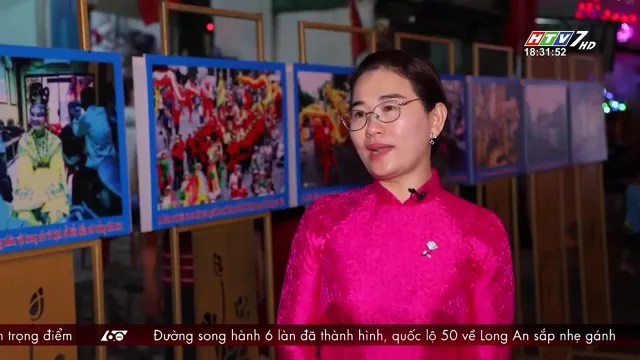 HTV7 HD
18:31:52
n trọng điểm
60
Đường song hành 6 làn đã thành hình, quốc lộ 50 về Long An sắp nhẹ gánh